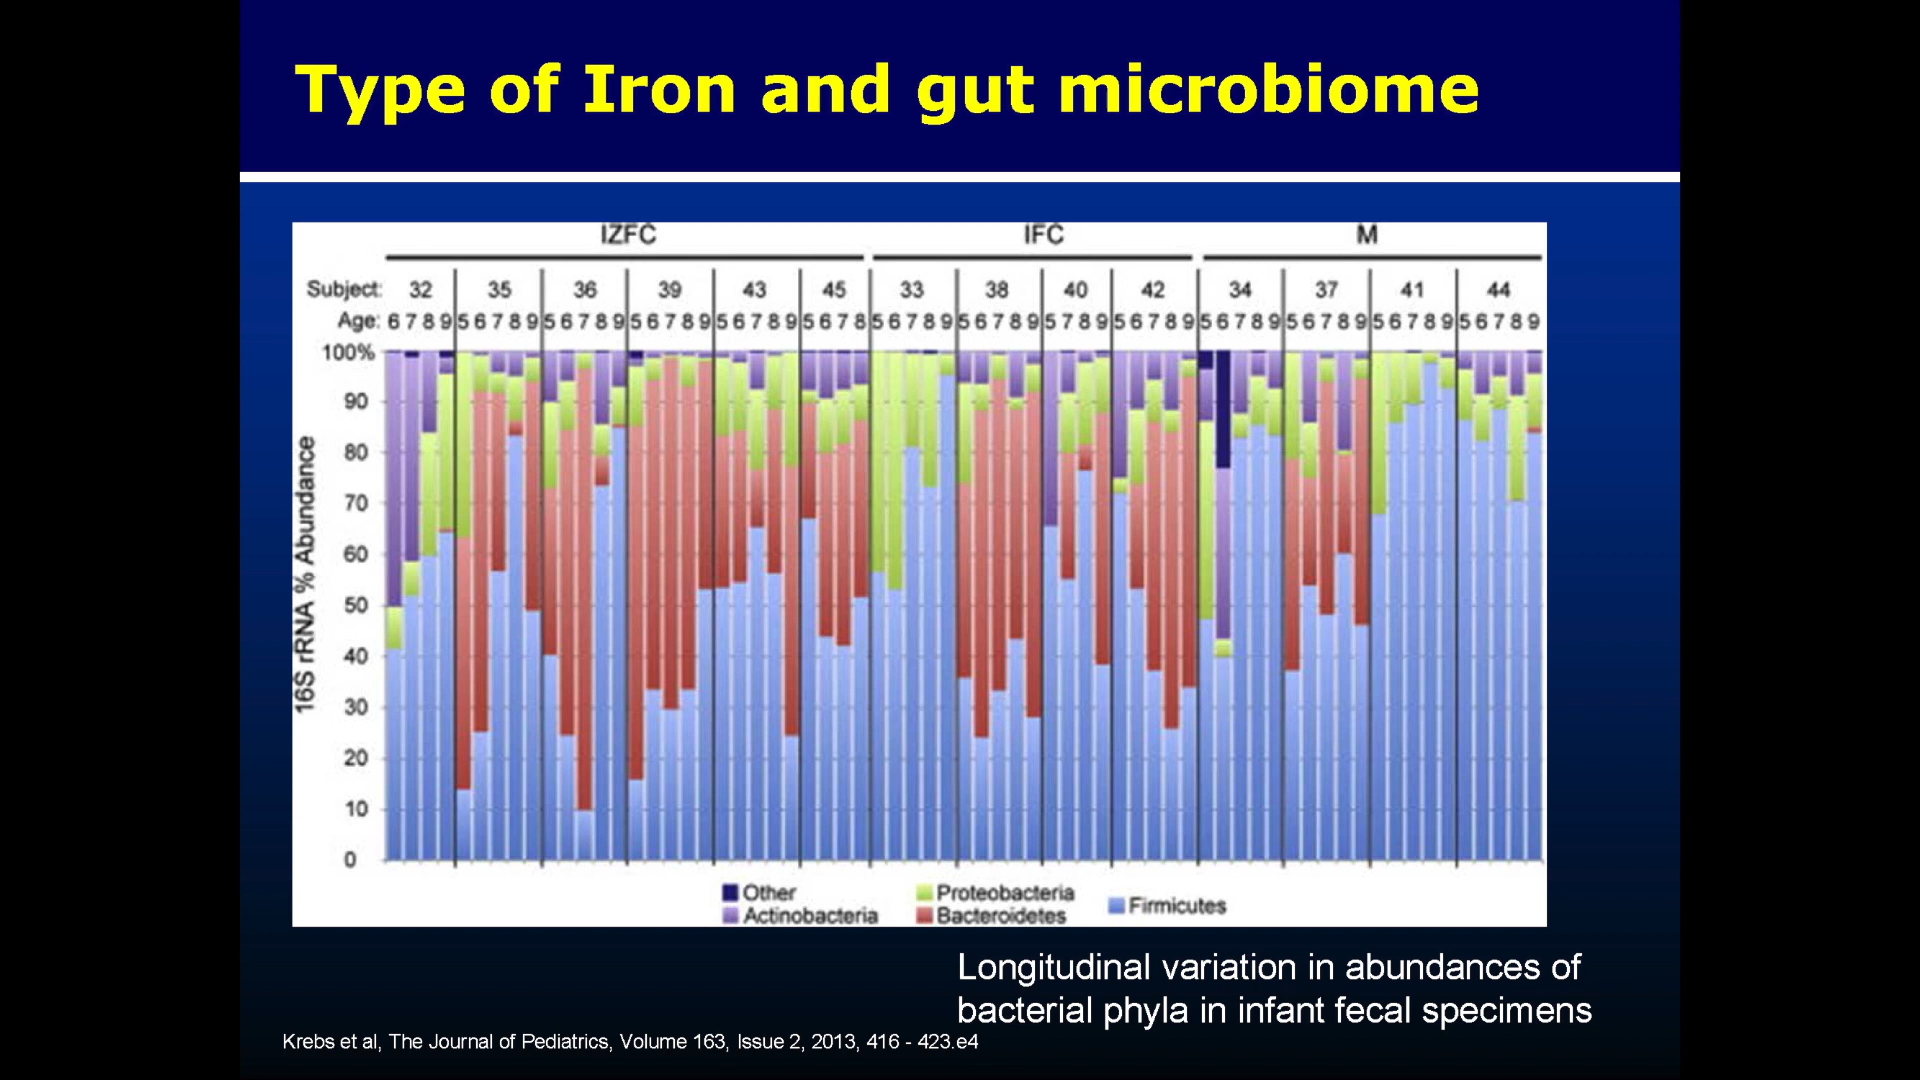 Type of Iron and gut microbiome
IZFC IFC M
Subject: 32 35 36 39 43 45 33 38 40 42 34 37 41 44
Age: 6 7 8 9 5 6 7 8 9 5 6 7 8 9 5 6 7 8 9 5 6 7 8 9 5 6 7 8 5 6 7 8 9 5 6 7 8 9 5 7 8 9 5 6 7 8 9 5 6 7 8 9 5 6 7 8 9 5 6 7 8 9 5 6 7 8 9
100%
90
80
70
60
50
40
30
20
10
0
16S rRNA % Abundance
Other
Actinobacteria
Proteobacteria
Bacteroidetes
Firmicutes
Longitudinal variation in abundances of
bacterial phyla in infant fecal specimens
Krebs et al, The Journal of Pediatrics, Volume 163, Issue 2, 2013, 416 - 423.e4